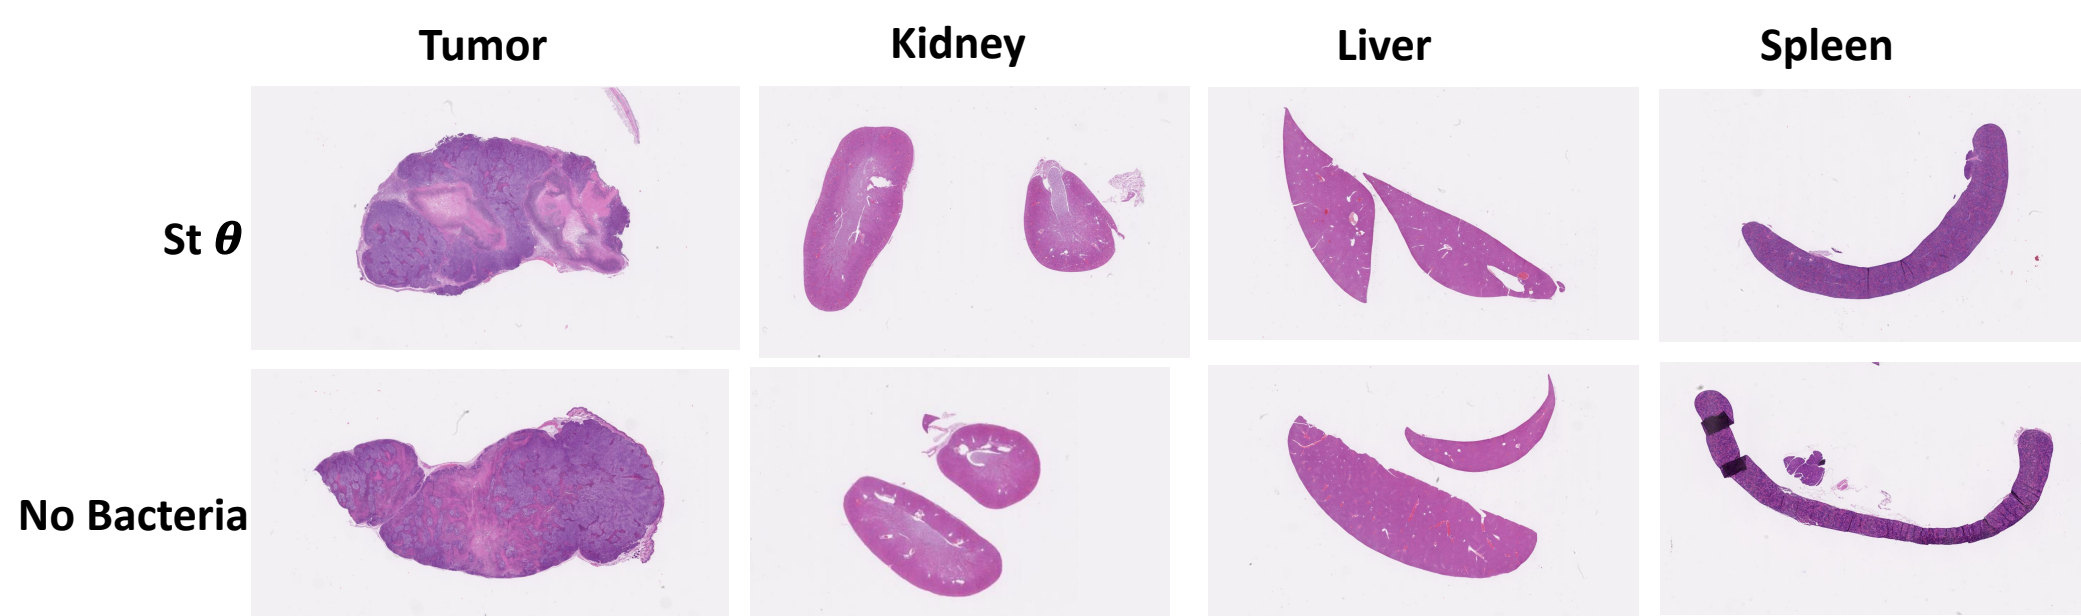 Tumor Kidney Liver Spleen
St θ
No Bacteria